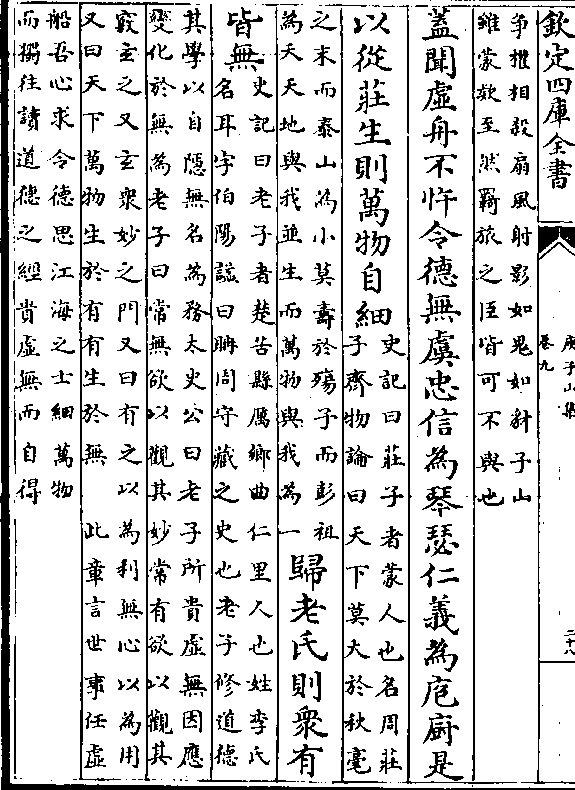 欽定四庫全書
庾子山集
卷九
二十八
爭權相殺扇風射影如鬼如蜮子山
雖蒙欵至然羇旅之臣皆可不與也
蓋聞虛舟不忤令德無虞忠信為琴瑟仁義為庖廚是
以從莊生則萬物自細
史記曰莊子者蒙人也名周莊
子齊物論曰天下莫大於秋毫
之末而泰山為小莫壽於殤子而彭祖
為夭天地與我並生而萬物與我為一
歸老氏則衆有
皆無
史記曰老子者楚苦縣厲鄉曲仁里人也姓李氏
名耳字伯陽諡曰聃周守藏之史也老子修道德
其學以自隱無名為務太史公曰老子所貴虛無因應
變化於無為老子曰常無欲以觀其妙常有欲以觀其
竅玄之又玄衆妙之門又曰有之以為利無心以為用
又曰天下萬物生於有有生於無
此章言世事任虛
船吾心求令德思江海之士細萬物
而獨往讀道德之經貴虛無而自得